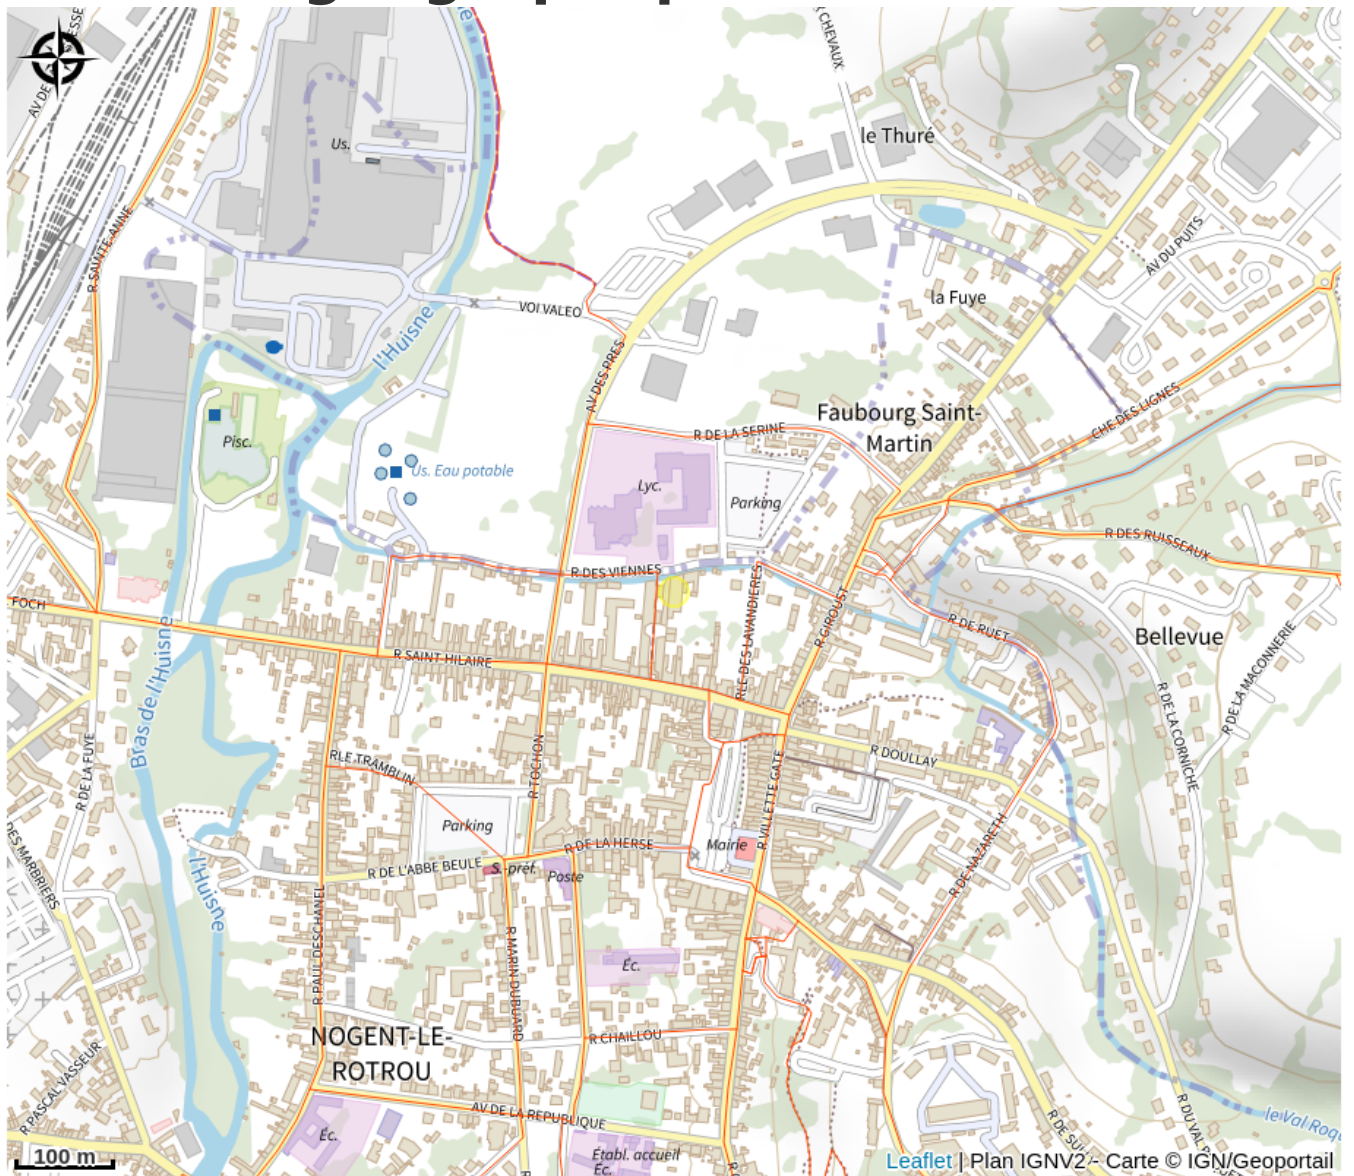 AV DE
ESSE
CHEVAUX
le Thuré
Us.
R SAINTE-ANNE
AV DU PUITS
la Fuye
VOI VALEO
l'Huisne
AV DES PRES
Faubourg Saint-
Martin
CHE DES LIGNES
R DE LA SERINE
Pisc.
Us. Eau potable
Lyc.
Parking
R DES RUISSEAUX
R DES VIENNES
FOCH
RLE DES LAVANDIERES
R GIROUST
R DE RUET
Bellevue
R DE LA MACONNERIE
R SAINT HILAIRE
Bras de l'Huisne
R DE LA CORNICHE
R DE LA FUYE
RLE TRAMBLIN
R TOCHON
R DOULLAY
R VILLETTE GATE
Parking
R DE LA HERSE
Mairie
DES MARBRIERS
R DE L'ABBE BEULE
S.-préf.
Poste
R DE NAZARETH
l'Huisne
R PAUL DESCHANEL
R MARIN DUBUARD
Éc.
NOGENT-LE-
ROTROU
R CHAILLOU
R PASCAL VASSEUR
AV DE LA REPUBLIQUE
Éc.
Établ. accueil
Éc.
R DE SU
R DU VAL
le Val Roq
100 m
Leaflet | Plan IGNV2 - Carte © IGN/Geoportail